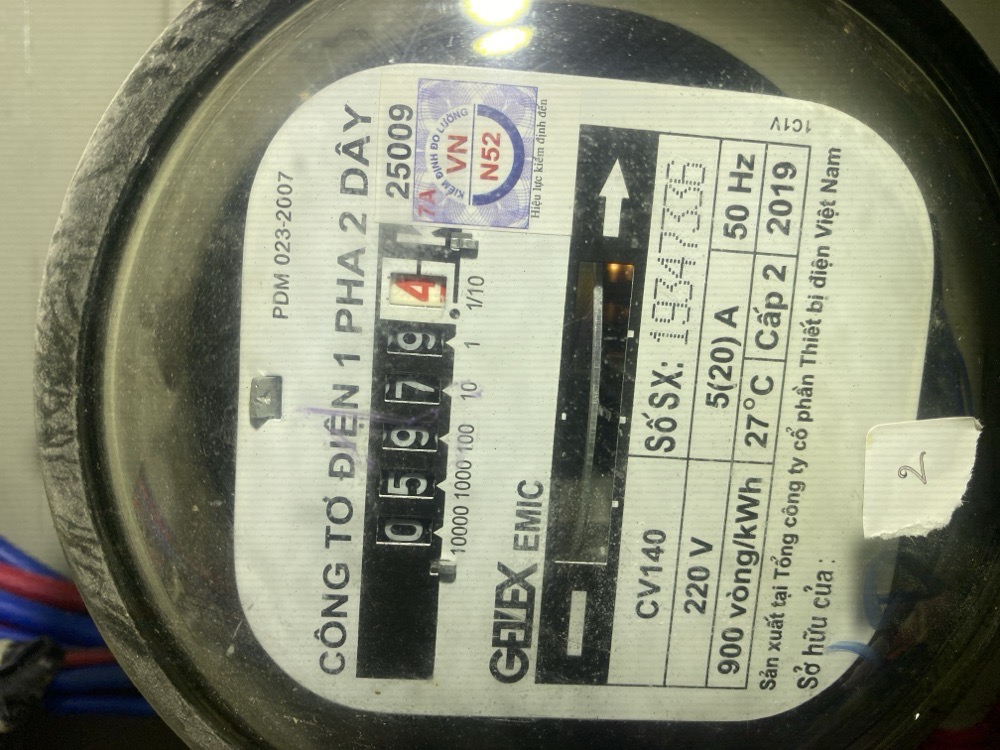 PDM 023-2007
CÔNG TƠ ĐIỆN 1 PHA 2 DÂY
25009
7A
KIỂM ĐỊNH ĐO LƯỜNG
VN
N52
Hiệu lực kiểm định đến
0 5 9 7 9 4
10000 1000 100 10 1 1/10
GELEX EMIC
CV140
Số SX: 19347336
220 V
5(20) A
50 Hz
900 vòng/kWh
27°C
Cấp 2
2019
Sản xuất tại Tổng công ty cổ phần Thiết bị điện Việt Nam
Sở hữu của:
1C1V
2